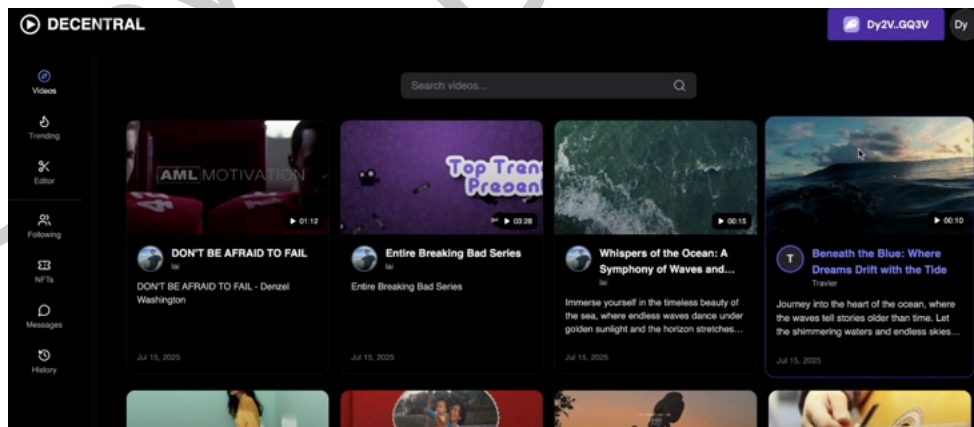 DECENTRAL
Dy2V..GQ3V
Dy
Videos
Search videos...
Trending
Editor
Following
NFTs
Messages
History
AML MOTIVATION
01:12
Top Tren
Presen
03:28
00:15
00:10
DON'T BE AFRAID TO FAIL
lai
DON'T BE AFRAID TO FAIL - Denzel
Washington
Jul 15, 2025
Entire Breaking Bad Series
lai
Entire Breaking Bad Series
Jul 15, 2025
Whispers of the Ocean: A
Symphony of Waves and...
lai
Immerse yourself in the timeless beauty of
the sea, where endless waves dance under
golden sunlight and the horizon stretches...
Jul 15, 2025
T
Beneath the Blue: Where
Dreams Drift with the Tide
Travier
Journey into the heart of the ocean, where
the waves tell stories older than time. Let
the shimmering waters and endless skies...
Jul 15, 2025